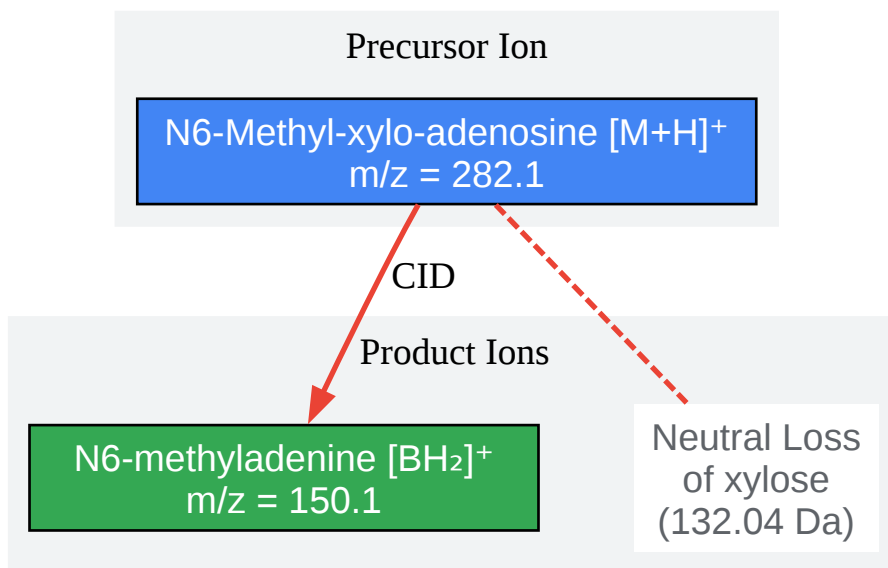 Precursor Ion
N6-Methyl-xylo-adenosine [M+H]⁺
m/z = 282.1
CID
Product Ions
N6-methyladenine [BH₂]⁺
m/z = 150.1
Neutral Loss
of xylose
(132.04 Da)